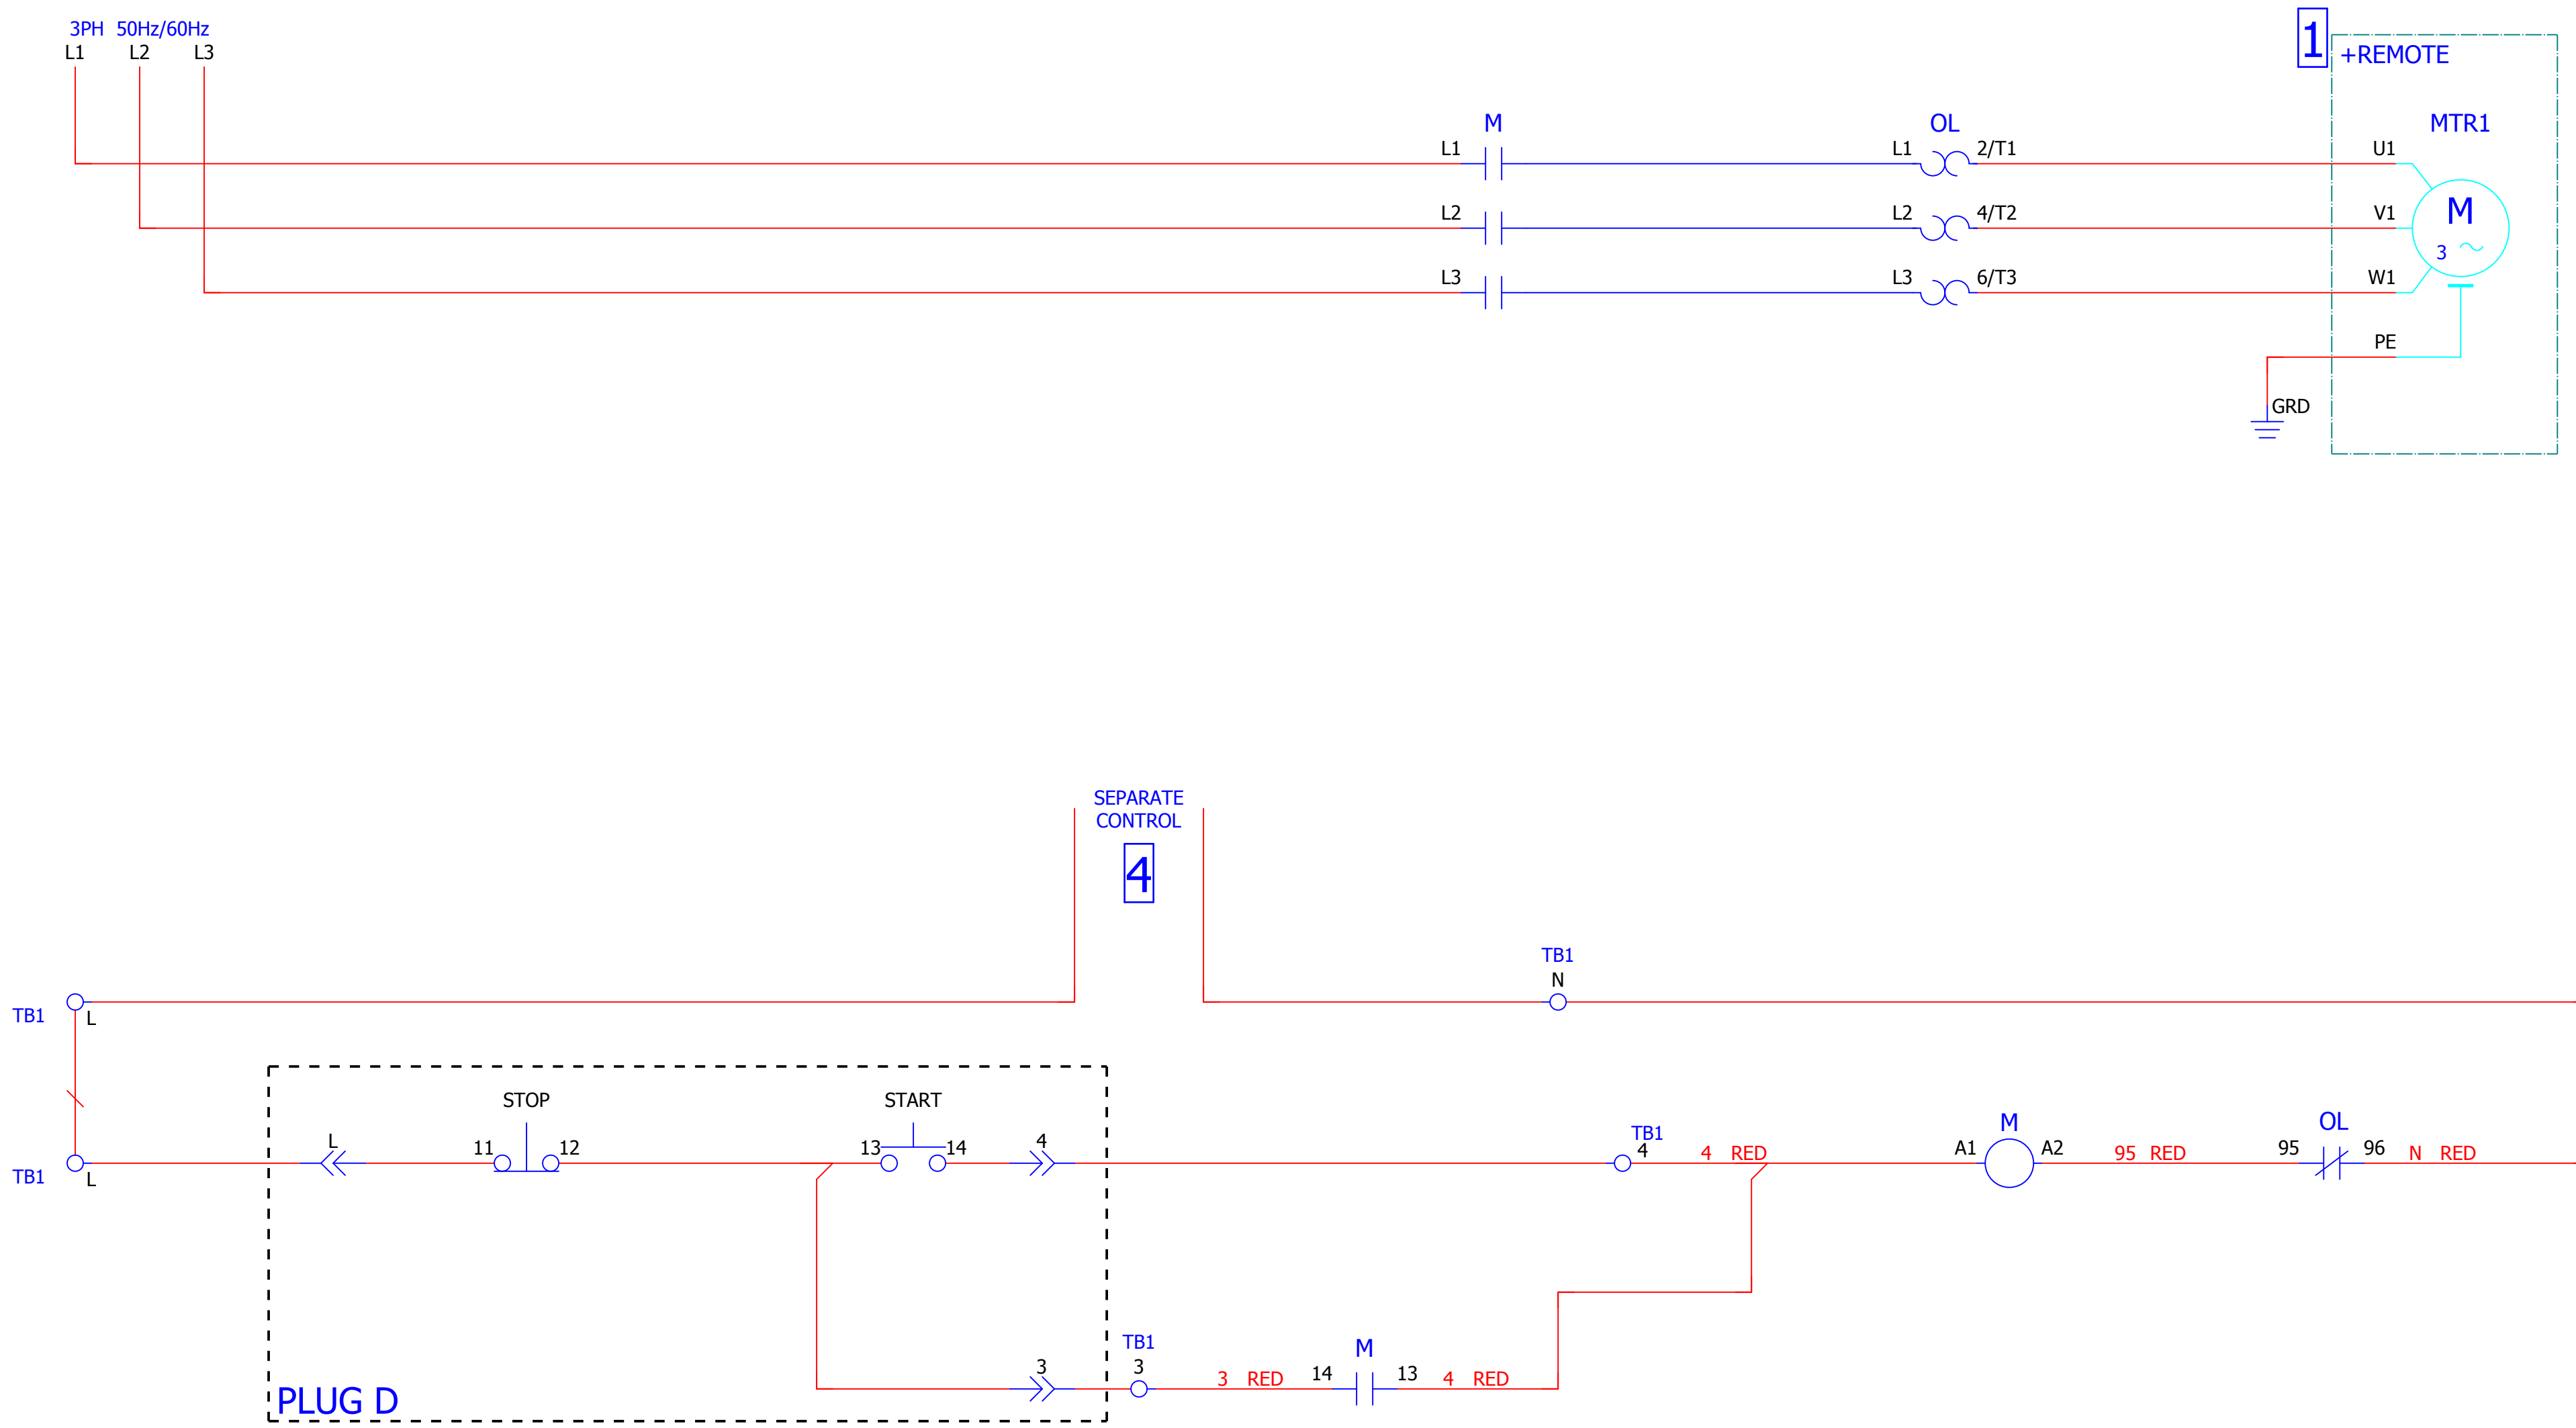 3PH 50Hz/60Hz
L1 L2 L3
1
+REMOTE
M OL MTR1
L1 L1 2/T1 U1
L2 L2 4/T2 V1
M
3
L3 L3 6/T3 W1
PE
GRD
SEPARATE
CONTROL
4
TB1
N
TB1 L
STOP START
L 11 12 13 14 4
TB1
4
4 RED
M
A1 A2
95 RED
OL
95 96
N RED
TB1 L
TB1
3 3
3 RED
M
14 13
4 RED
PLUG D